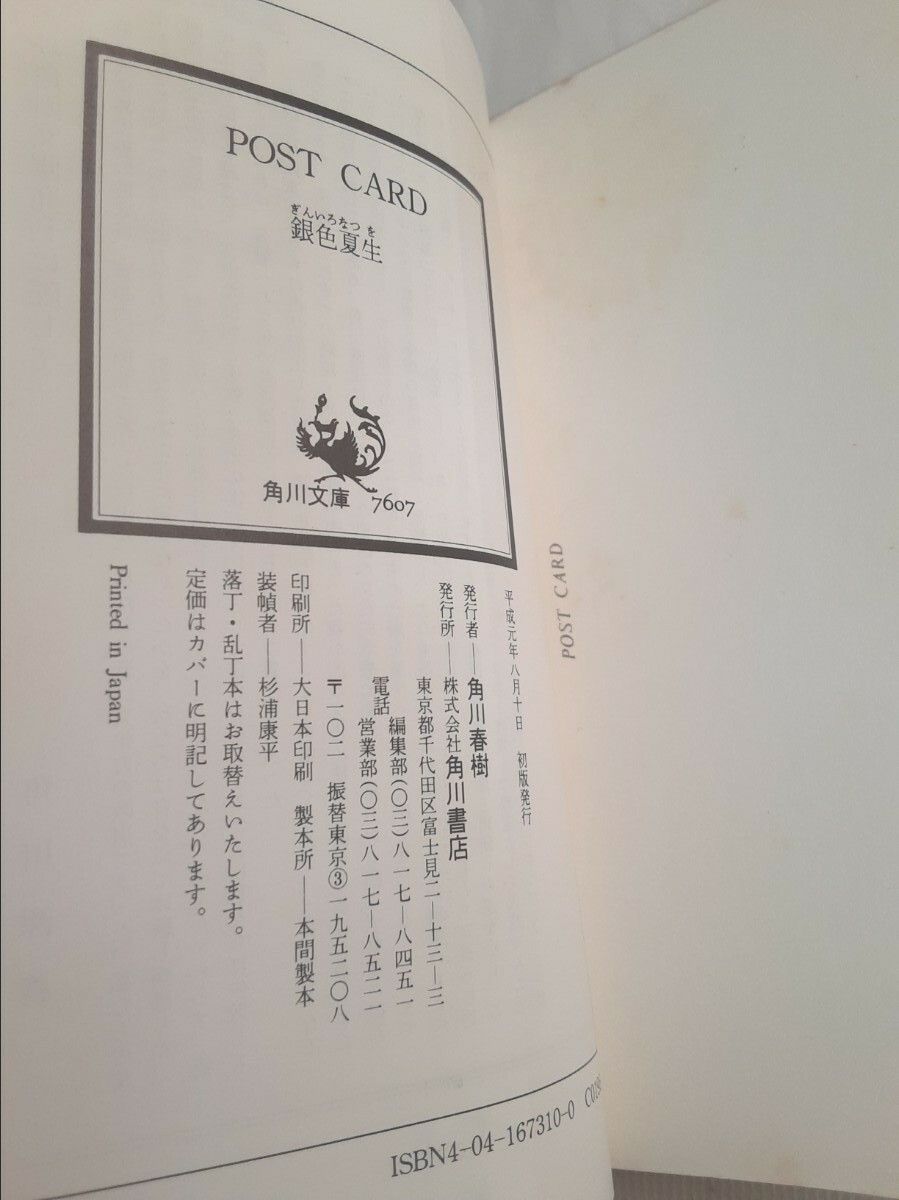 POST CARD
ぎんいろなつを
銀色夏生
角川文庫 7607
平成元年八月十日 初版発行
発行者——角川春樹
発行所——株式会社角川書店
東京都千代田区富士見二—十三—三
電話 編集部(〇三)八一七—八四五一
営業部(〇三)八一七—八五二一
〒一〇二 振替東京③一九五二〇八
印刷所——大日本印刷 製本所——本間製本
装幀者——杉浦康平
落丁・乱丁本はお取替えいたします。
定価はカバーに明記してあります。
Printed in Japan
ISBN4-04-167310-0
POST CARD